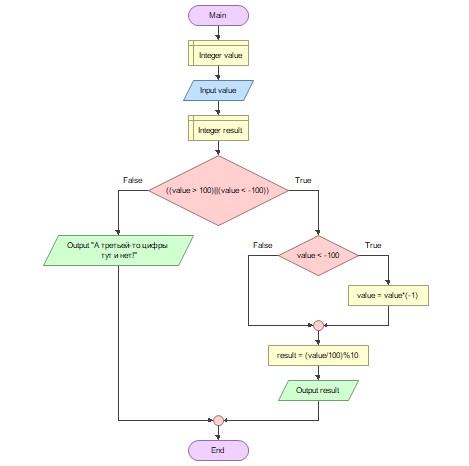 Main
Integer value
Input value
Integer result
((value > 100)||(value < -100))
False
True
Output "А третьей-то цифры
тут и нет!"
value < -100
False
True
value = value*(-1)
result = (value/100)%10
Output result
End